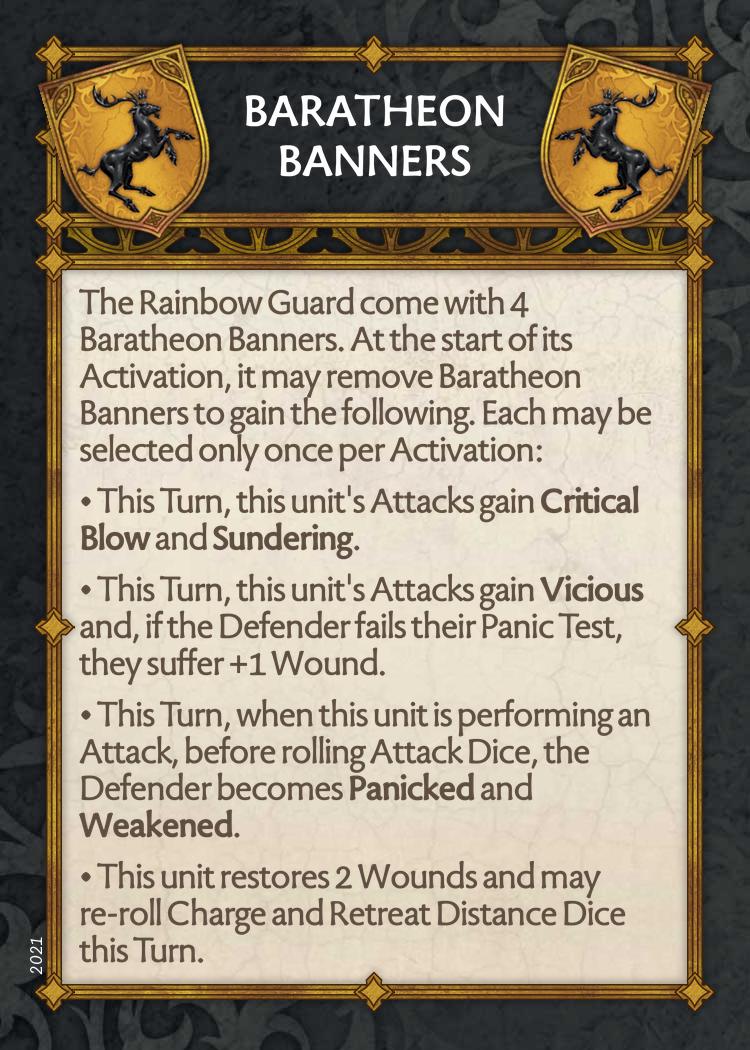 BARATHEON
BANNERS
The Rainbow Guard come with 4
Baratheon Banners. At the start of its
Activation, it may remove Baratheon
Banners to gain the following. Each may be
selected only once per Activation:
• This Turn, this unit's Attacks gain Critical
Blow and Sundering.
• This Turn, this unit's Attacks gain Vicious
and, if the Defender fails their Panic Test,
they suffer +1 Wound.
• This Turn, when this unit is performing an
Attack, before rolling Attack Dice, the
Defender becomes Panicked and
Weakened.
• This unit restores 2 Wounds and may
re-roll Charge and Retreat Distance Dice
this Turn.
2021